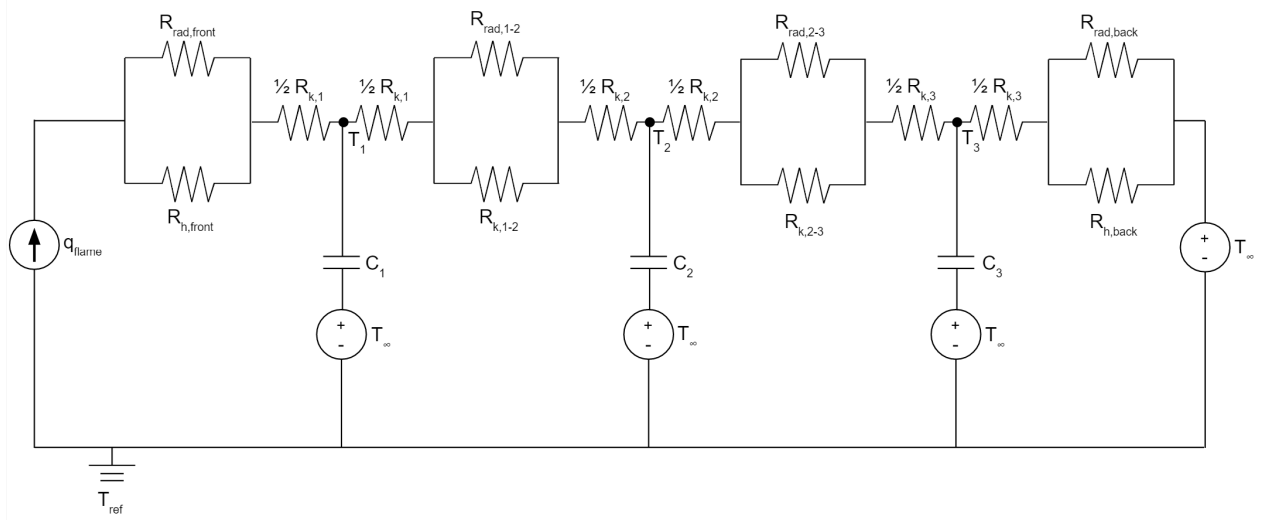 R_rad,front
R_rad,1-2
R_rad,2-3
R_rad,back
½ R_k,1
½ R_k,1
½ R_k,2
½ R_k,2
½ R_k,3
½ R_k,3
T_1
T_2
T_3
R_h,front
R_k,1-2
R_k,2-3
R_h,back
q_flame
+
-
T_∞
C_1
C_2
C_3
+
-
T_∞
+
-
T_∞
+
-
T_∞
T_ref